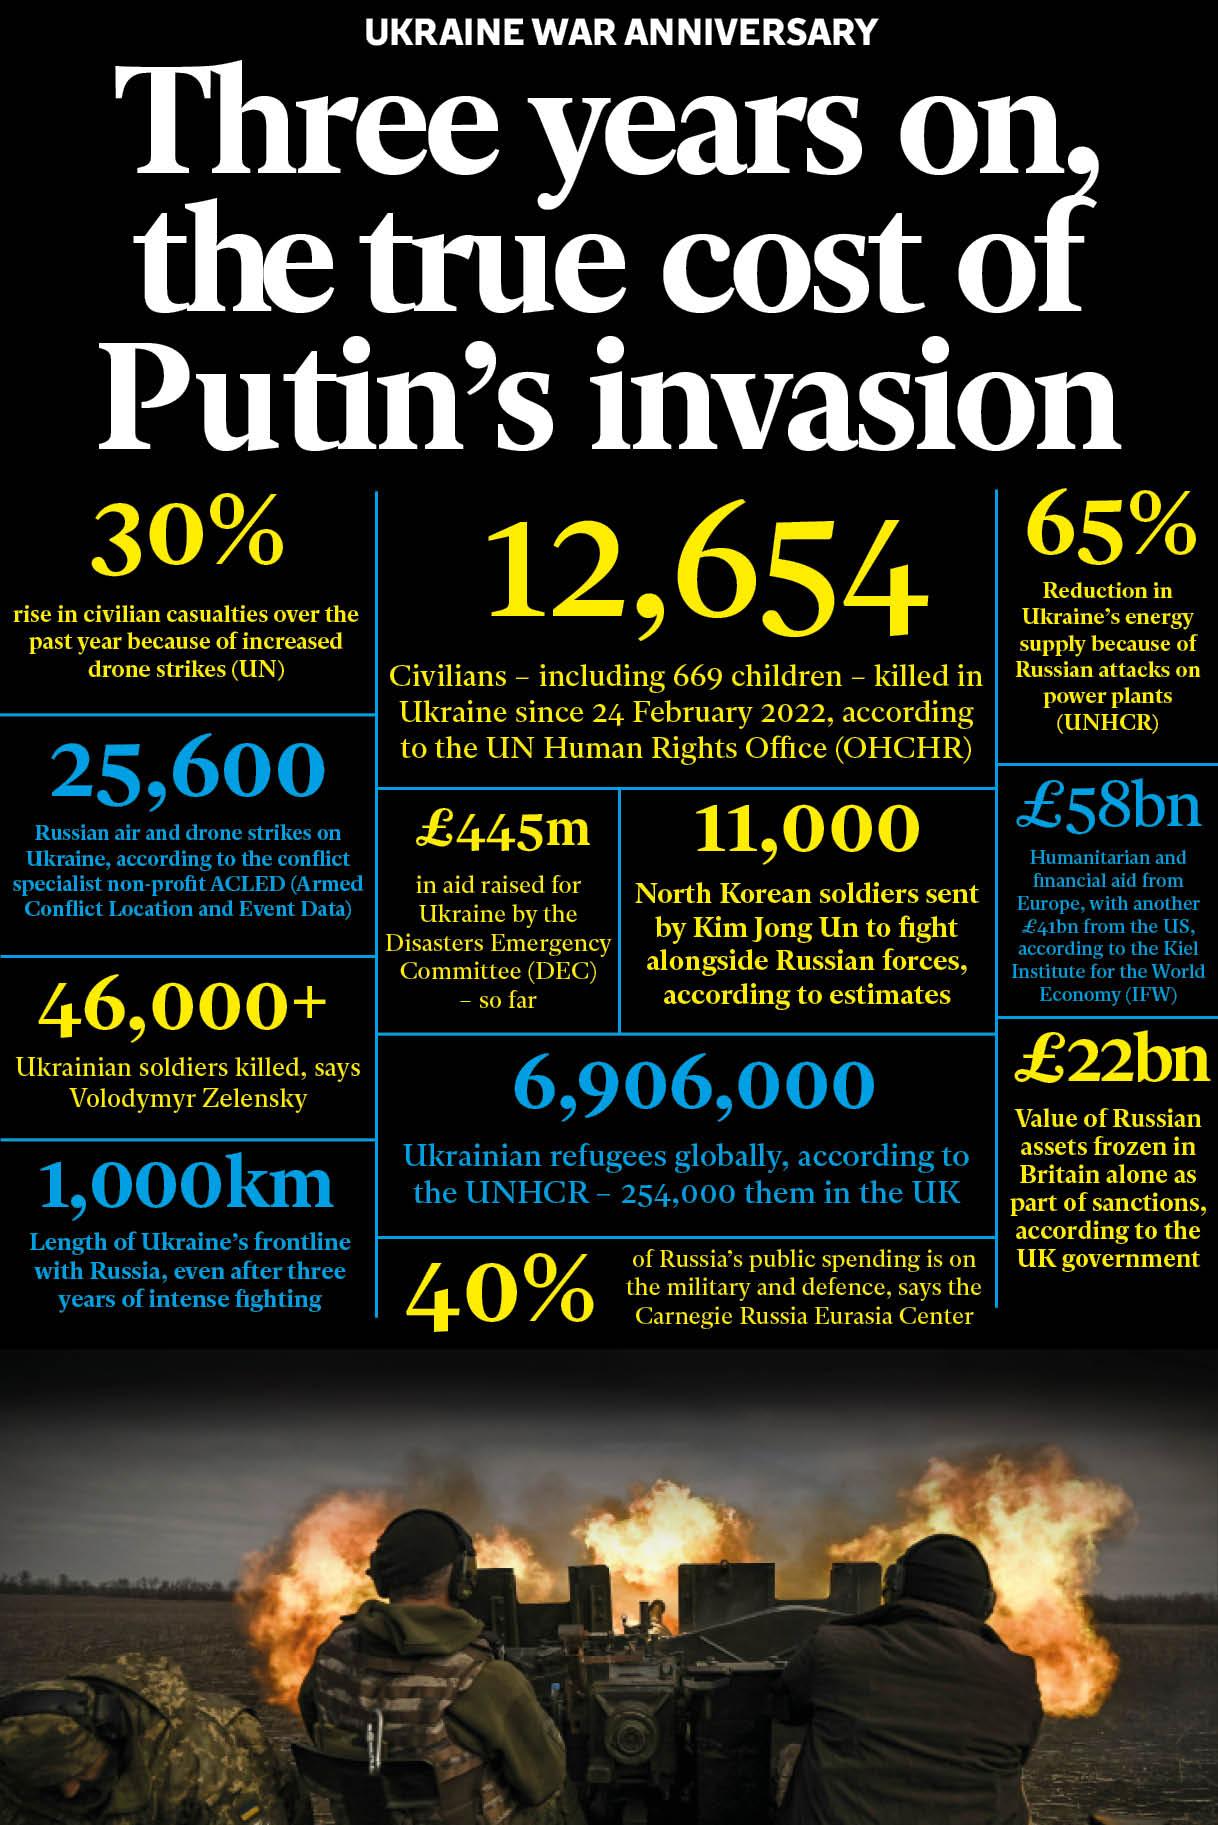 UKRAINE WAR ANNIVERSARY
Three years on,
the true cost of
Putin's invasion
30%
rise in civilian casualties over the
past year because of increased
drone strikes (UN)
25,600
Russian air and drone strikes on
Ukraine, according to the conflict
specialist non-profit ACLED (Armed
Conflict Location and Event Data)
46,000+
Ukrainian soldiers killed, says
Volodymyr Zelensky
1,000km
Length of Ukraine's frontline
with Russia, even after three
years of intense fighting
12,654
Civilians – including 669 children – killed in
Ukraine since 24 February 2022, according
to the UN Human Rights Office (OHCHR)
£445m
in aid raised for
Ukraine by the
Disasters Emergency
Committee (DEC)
– so far
11,000
North Korean soldiers sent
by Kim Jong Un to fight
alongside Russian forces,
according to estimates
6,906,000
Ukrainian refugees globally, according to
the UNHCR – 254,000 them in the UK
40%
of Russia's public spending is on
the military and defence, says the
Carnegie Russia Eurasia Center
65%
Reduction in
Ukraine's energy
supply because of
Russian attacks on
power plants
(UNHCR)
£58bn
Humanitarian and
financial aid from
Europe, with another
£41bn from the US,
according to the Kiel
Institute for the World
Economy (IFW)
£22bn
Value of Russian
assets frozen in
Britain alone as
part of sanctions,
according to the
UK government